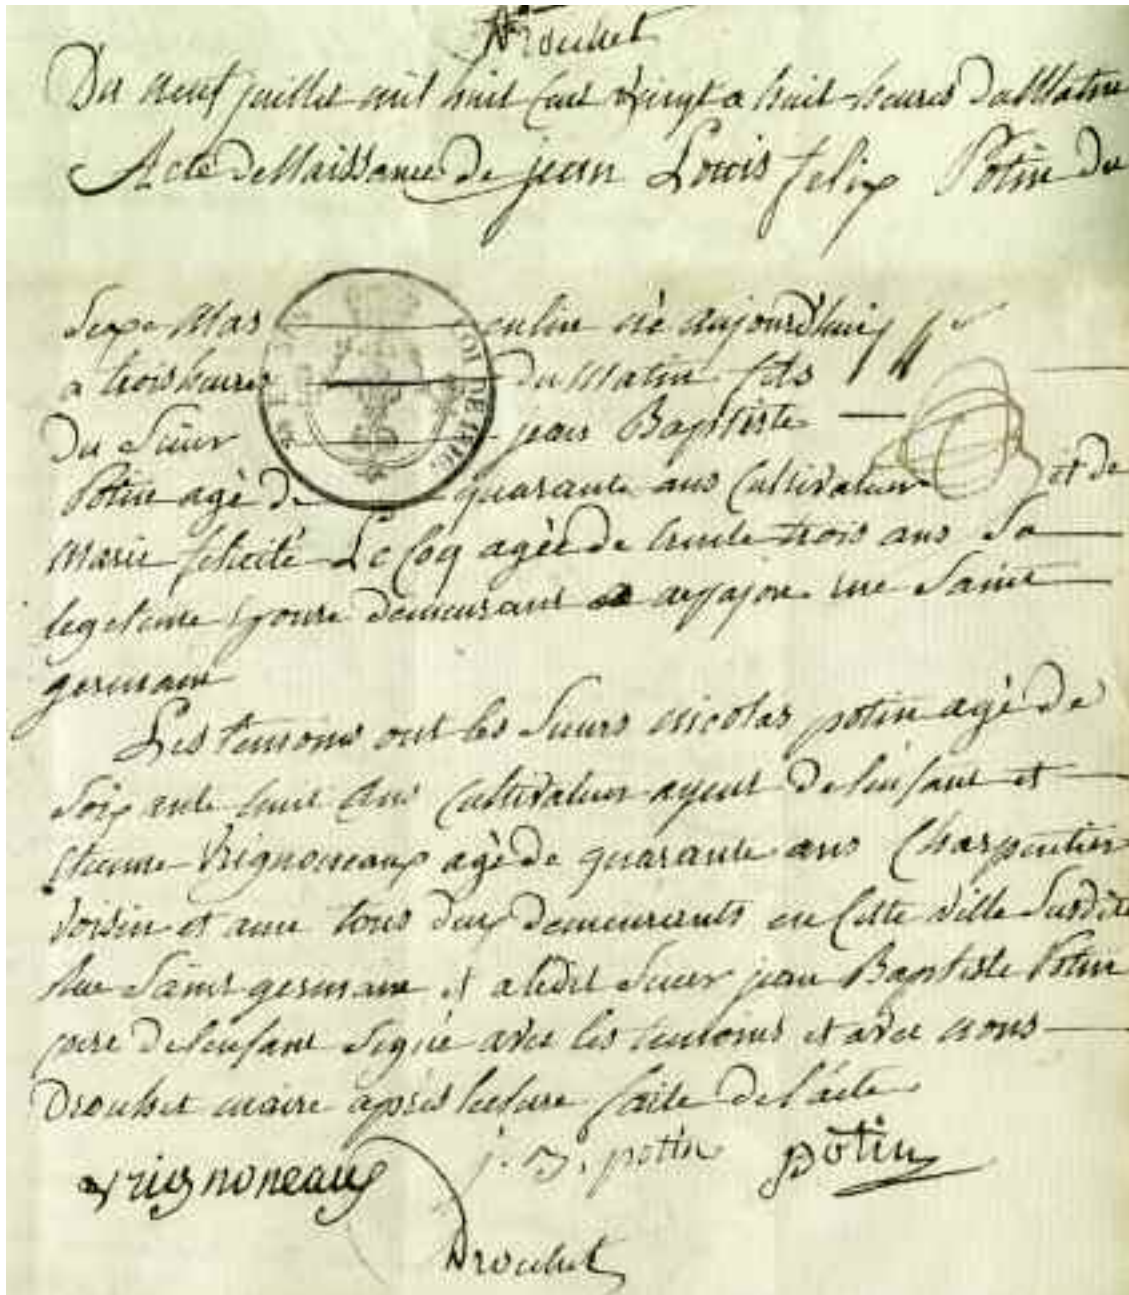 Drouhet
Du neuf juillet mil huit cent vingt a huit heures du Matin
Acte de Naissance de jean Louis felix Potin du
Sexe Mas culin né aujourd'hui
a trois heures du Matin fils
du Sieur jean Baptiste
Potin agé de quarante ans Cultivateur et de
Marie felicité Le Coq agée de trente trois ans Sa
legitime Epouse demeurant a arpajon rue Saint
germain
Les temoins ont les Sieurs nicolas potin agé de
Soixante huit ans Cultivateur ayeul de l'enfant et
Etienne Vrignoneaux agé de quarante ans Charpentier
voisin et ami tous deux demeurants en Cette ville Susdite
Rue Saint germain et a ledit Sieur jean Baptiste Potin
pere de l'enfant Signé avec les temoins et avec nous
Drouhet maire après lecture faite de l'acte
vrignoneaux j. B. potin potin
Drouhet